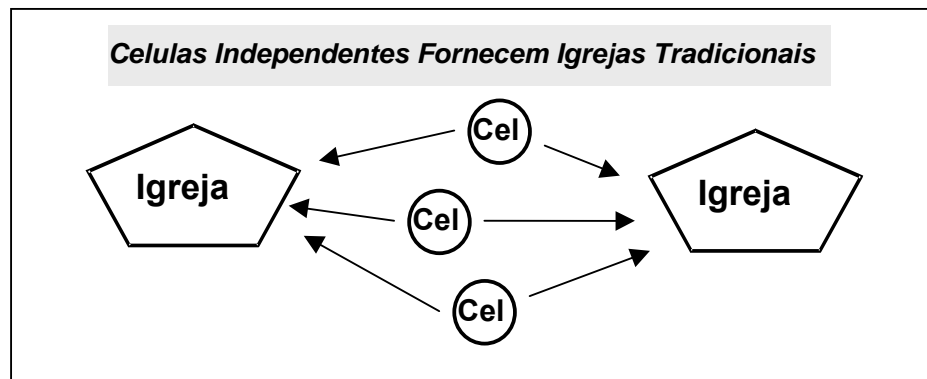 Celulas Independentes Fornecem Igrejas Tradicionais
Cel
Igreja
Igreja
Cel
Cel